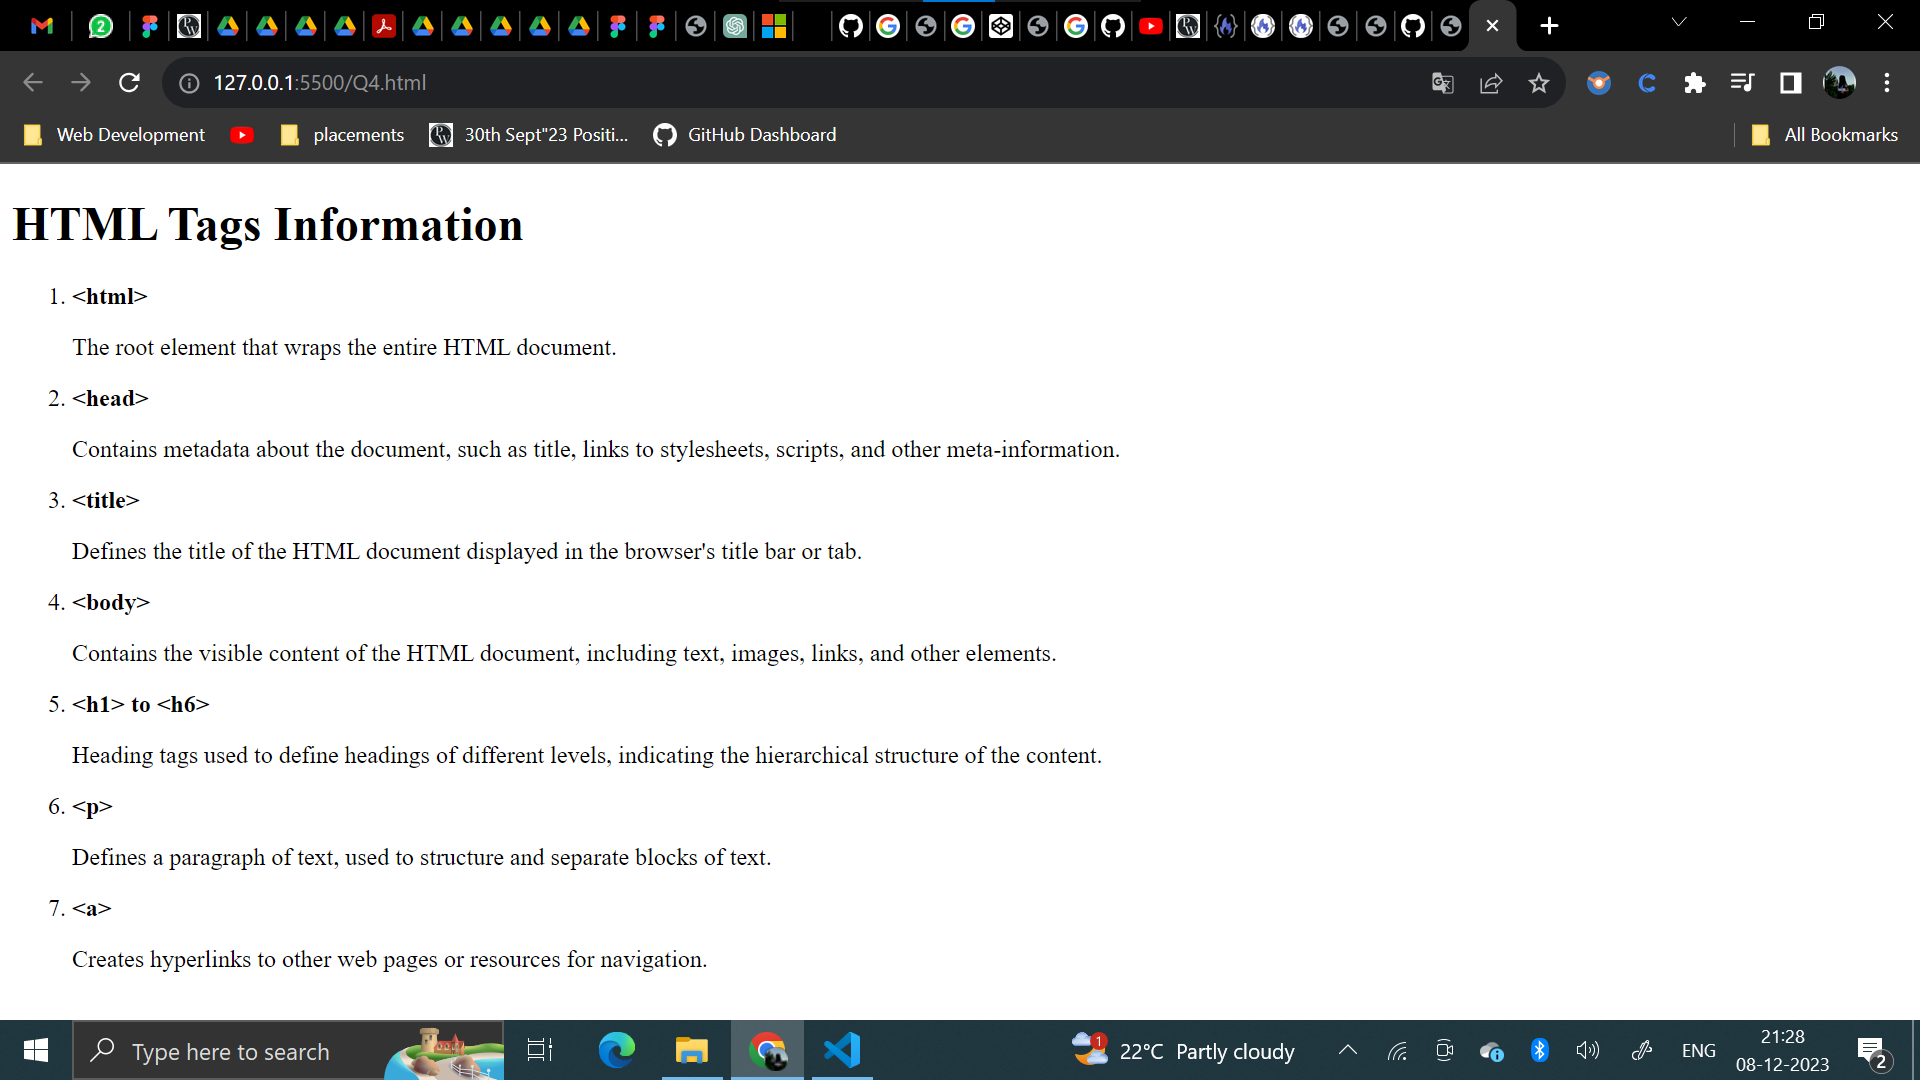 127.0.0.1:5500/Q4.html
Web Development
placements
30th Sept"23 Positi...
GitHub Dashboard
All Bookmarks
HTML Tags Information
1. <html>
The root element that wraps the entire HTML document.
2. <head>
Contains metadata about the document, such as title, links to stylesheets, scripts, and other meta-information.
3. <title>
Defines the title of the HTML document displayed in the browser's title bar or tab.
4. <body>
Contains the visible content of the HTML document, including text, images, links, and other elements.
5. <h1> to <h6>
Heading tags used to define headings of different levels, indicating the hierarchical structure of the content.
6. <p>
Defines a paragraph of text, used to structure and separate blocks of text.
7. <a>
Creates hyperlinks to other web pages or resources for navigation.
Type here to search
1
22°C Partly cloudy
ENG
21:28
08-12-2023
2